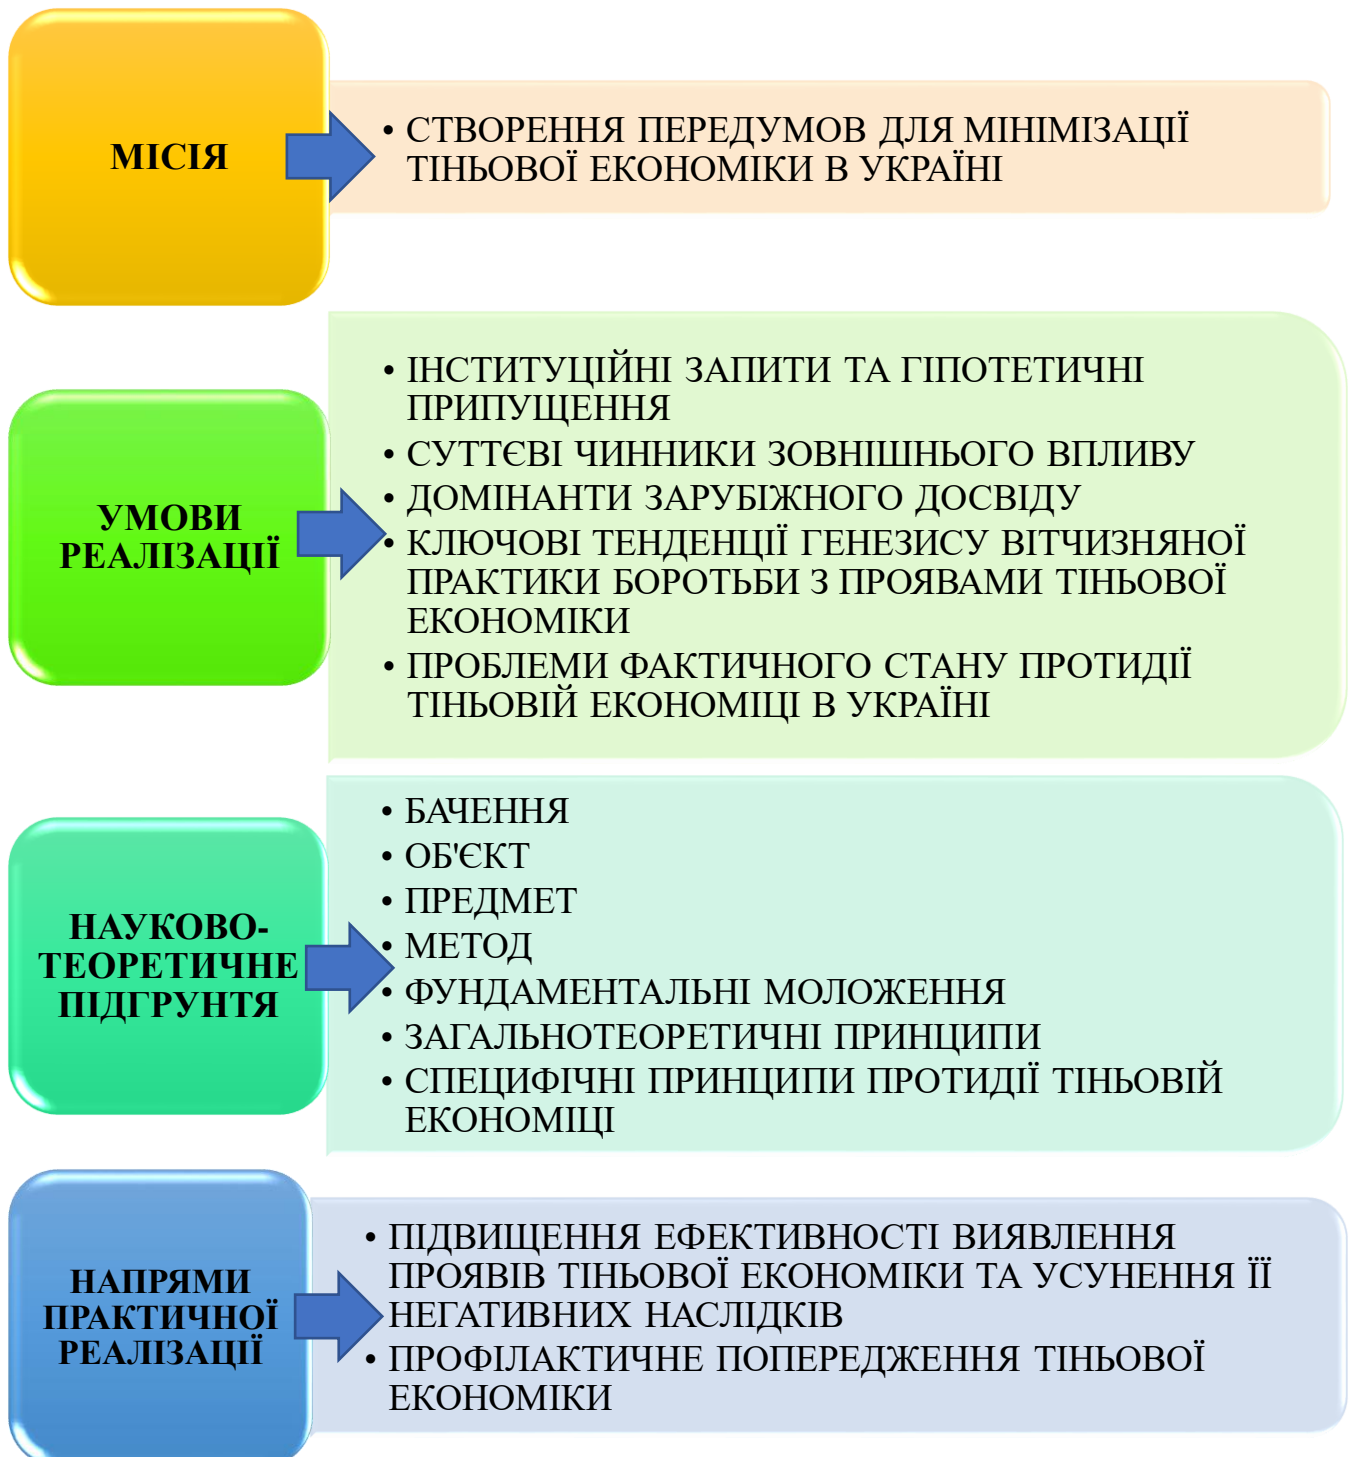 МІСІЯ
• СТВОРЕННЯ ПЕРЕДУМОВ ДЛЯ МІНІМІЗАЦІЇ
ТІНЬОВОЇ ЕКОНОМІКИ В УКРАЇНІ
УМОВИ
РЕАЛІЗАЦІЇ
• ІНСТИТУЦІЙНІ ЗАПИТИ ТА ГІПОТЕТИЧНІ
ПРИПУЩЕННЯ
• СУТТЄВІ ЧИННИКИ ЗОВНІШНЬОГО ВПЛИВУ
• ДОМІНАНТИ ЗАРУБІЖНОГО ДОСВІДУ
• КЛЮЧОВІ ТЕНДЕНЦІЇ ГЕНЕЗИСУ ВІТЧИЗНЯНОЇ
ПРАКТИКИ БОРОТЬБИ З ПРОЯВАМИ ТІНЬОВОЇ
ЕКОНОМІКИ
• ПРОБЛЕМИ ФАКТИЧНОГО СТАНУ ПРОТИДІЇ
ТІНЬОВІЙ ЕКОНОМІЦІ В УКРАЇНІ
НАУКОВО-
ТЕОРЕТИЧНЕ
ПІДГРУНТЯ
• БАЧЕННЯ
• ОБ'ЄКТ
• ПРЕДМЕТ
• МЕТОД
• ФУНДАМЕНТАЛЬНІ МОЛОЖЕННЯ
• ЗАГАЛЬНОТЕОРЕТИЧНІ ПРИНЦИПИ
• СПЕЦИФІЧНІ ПРИНЦИПИ ПРОТИДІЇ ТІНЬОВІЙ
ЕКОНОМІЦІ
НАПРЯМИ
ПРАКТИЧНОЇ
РЕАЛІЗАЦІЇ
• ПІДВИЩЕННЯ ЕФЕКТИВНОСТІ ВИЯВЛЕННЯ
ПРОЯВІВ ТІНЬОВОЇ ЕКОНОМІКИ ТА УСУНЕННЯ ЇЇ
НЕГАТИВНИХ НАСЛІДКІВ
• ПРОФІЛАКТИЧНЕ ПОПЕРЕДЖЕННЯ ТІНЬОВОЇ
ЕКОНОМІКИ